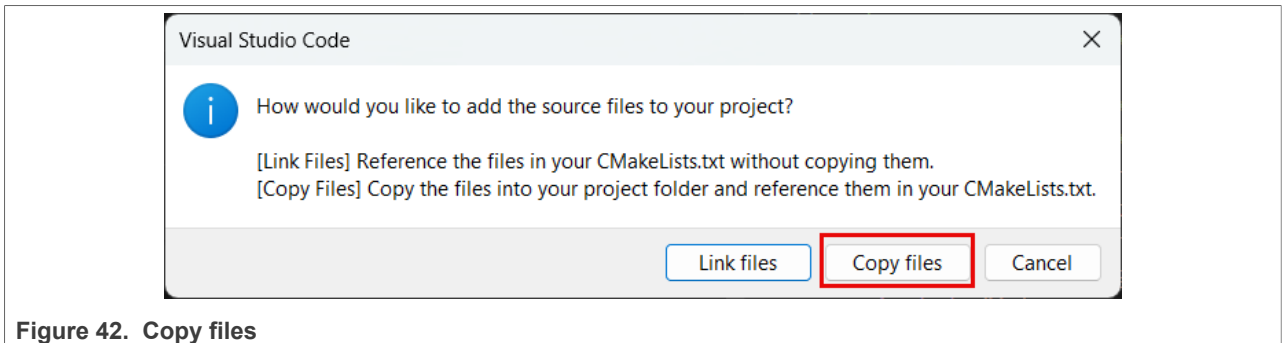 Visual Studio Code
How would you like to add the source files to your project?
[Link Files] Reference the files in your CMakeLists.txt without copying them.
[Copy Files] Copy the files into your project folder and reference them in your CMakeLists.txt.
Link files Copy files Cancel
Figure 42. Copy files